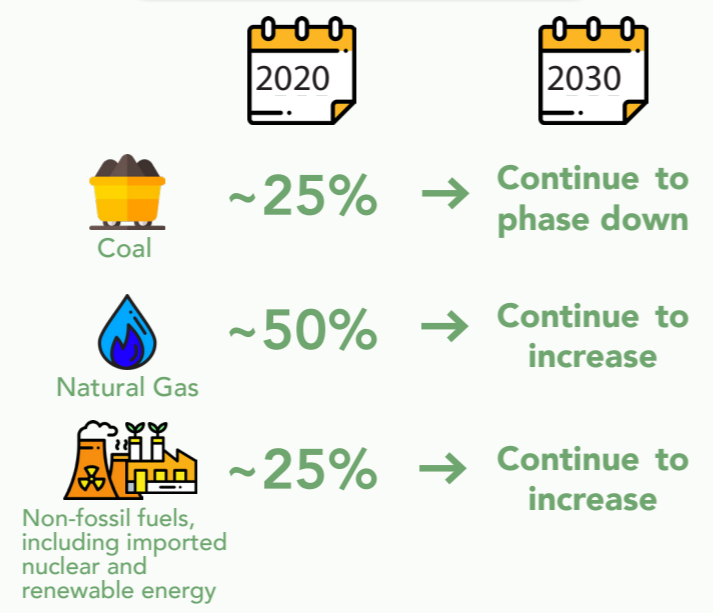 2020
2030
~25% → Continue to
phase down
Coal
~50% → Continue to
increase
Natural Gas
~25% → Continue to
increase
Non-fossil fuels,
including imported
nuclear and
renewable energy